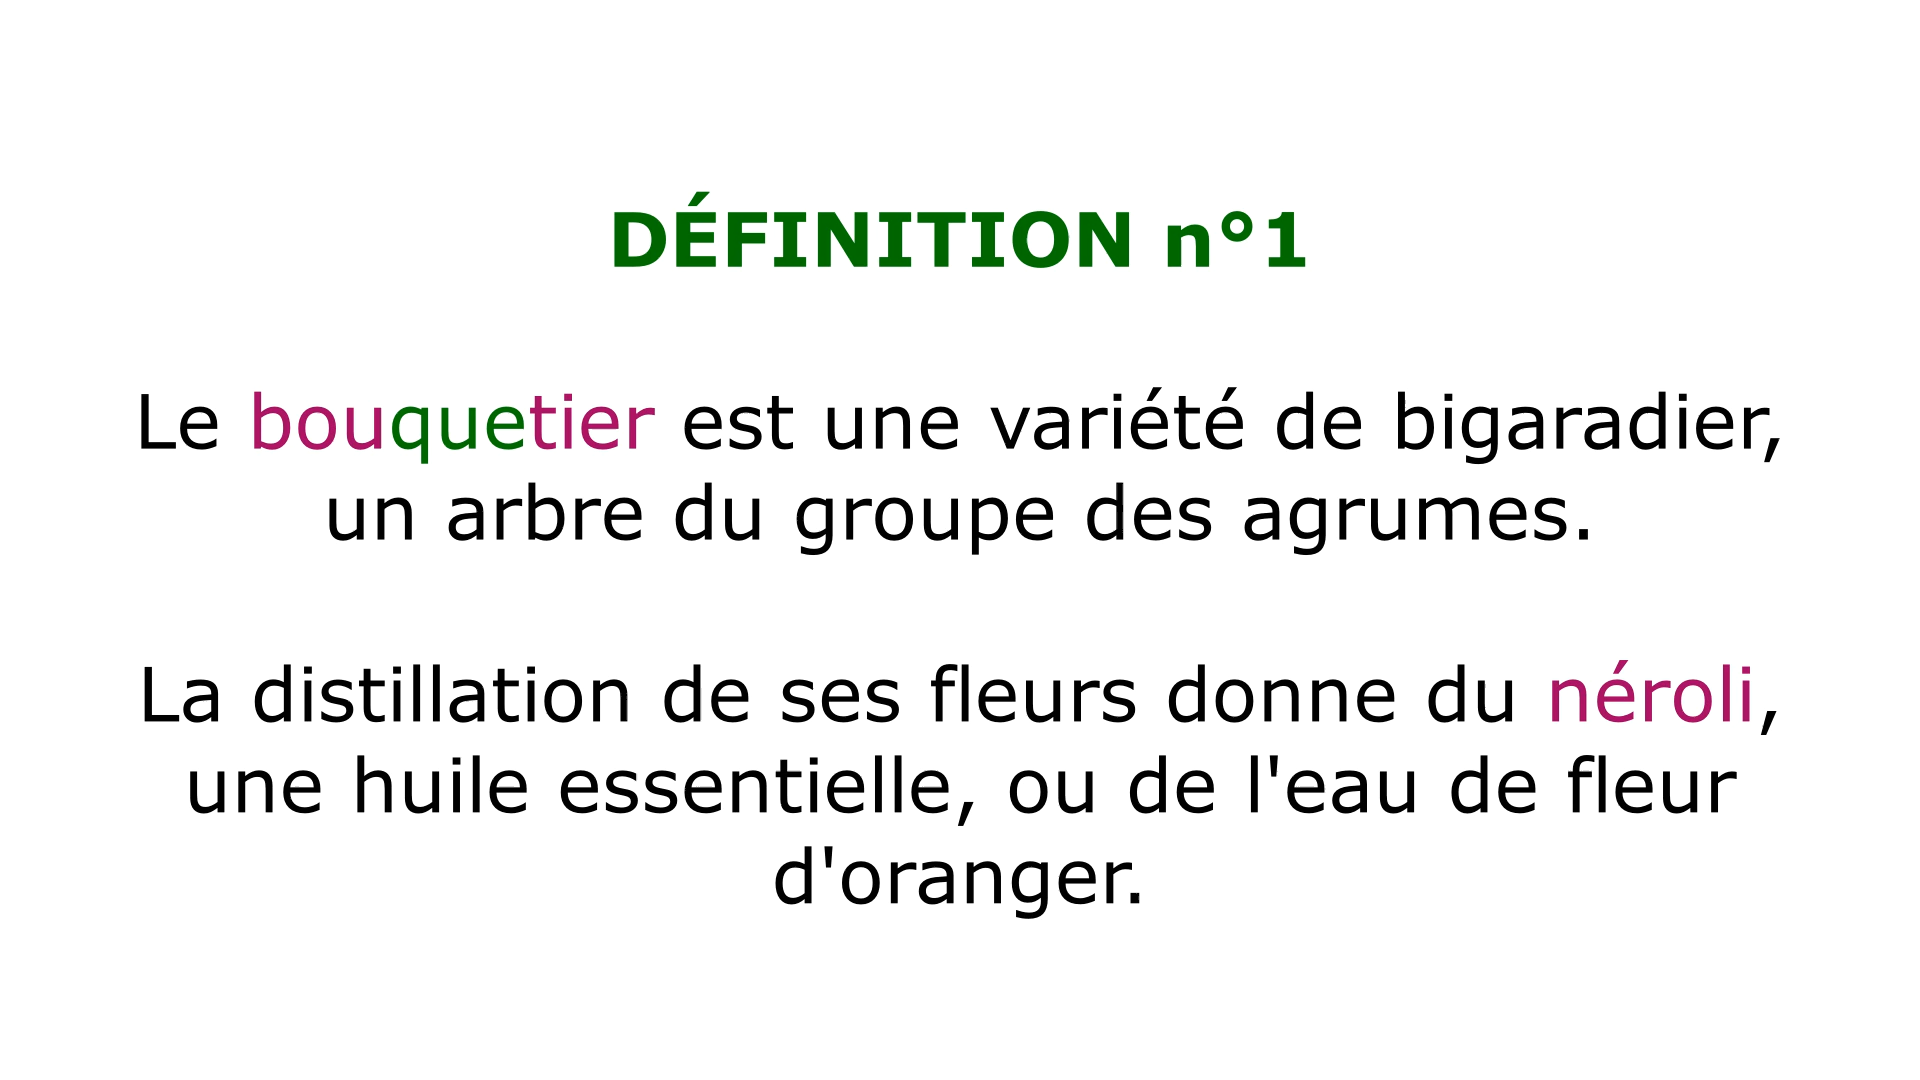 DÉFINITION n°1
Le bouquetier est une variété de bigaradier,
un arbre du groupe des agrumes.
La distillation de ses fleurs donne du néroli,
une huile essentielle, ou de l'eau de fleur
d'oranger.